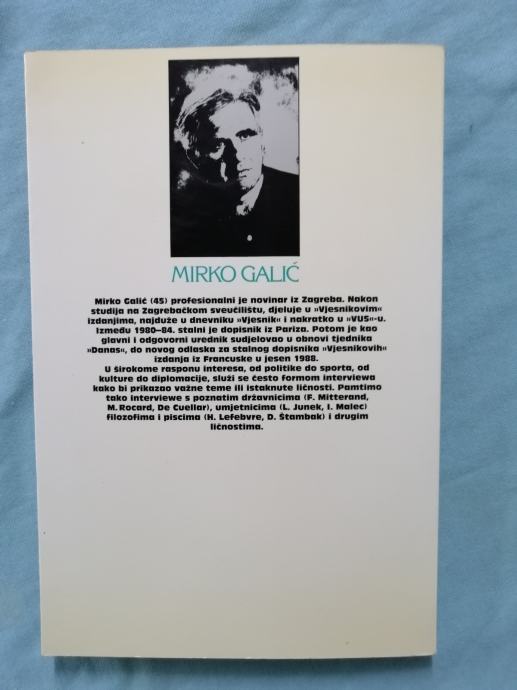 MIRKO GALIĆ
Mirko Galić (45) profesionalni je novinar iz Zagreba. Nakon
studija na Zagrebačkom sveučilištu, djeluje u »Vjesnikovim«
izdanjima, najduže u dnevniku »Vjesnik« i nakratko u »VUS«-u.
Između 1980–84. stalni je dopisnik iz Pariza. Potom je kao
glavni i odgovorni urednik sudjelovao u obnovi tjednika
»Danas«, do novog odlaska za stalnog dopisnika »Vjesnikovih«
izdanja iz Francuske u jesen 1988.
U širokome rasponu interesa, od politike do sporta, od
kulture do diplomacije, služi se često formom interviewa
kako bi prikazao važne teme ili istaknute ličnosti. Pamtimo
tako interviewe s poznatim državnicima (F. Mitterand,
M. Rocard, De Cuellar), umjetnicima (L. Junek, I. Malec)
filozofima i piscima (H. Lefebvre, D. Štambak) i drugim
ličnostima.